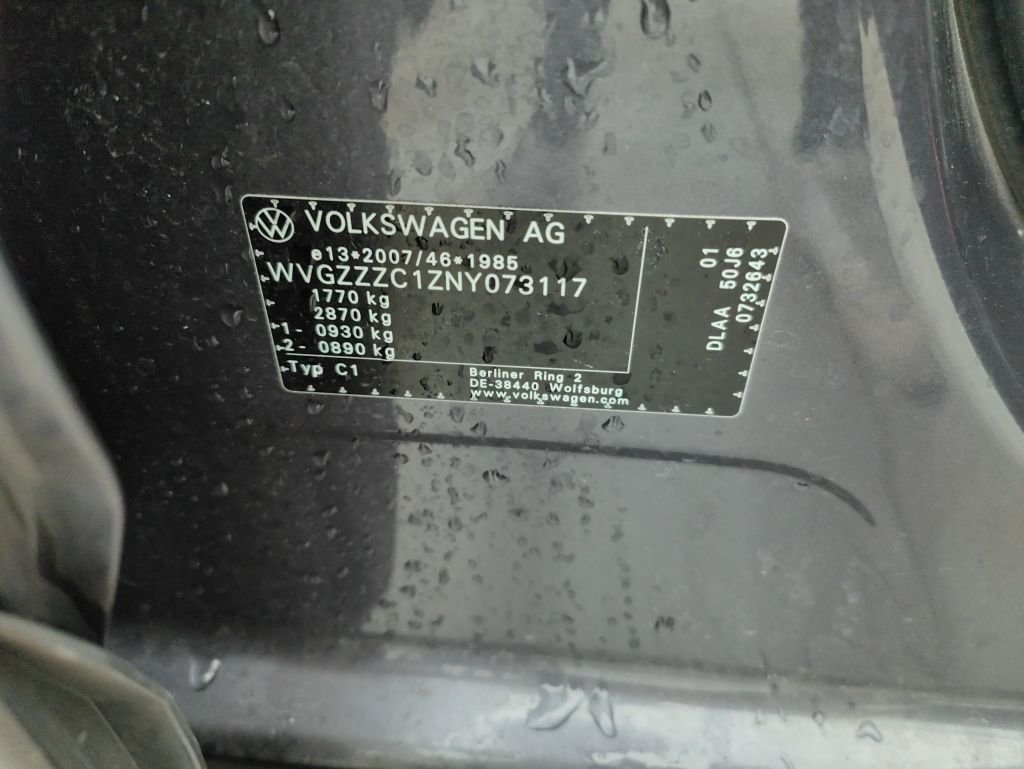 VOLKSWAGEN AG
e13*2007/46*1985
WVGZZZC1ZNY073117
1770 kg
2870 kg
1- 0930 kg
2- 0890 kg
Typ C1
Berliner Ring 2
DE-38440 Wolfsburg
www.volkswagen.com
DLAA 50J6 01
0732643